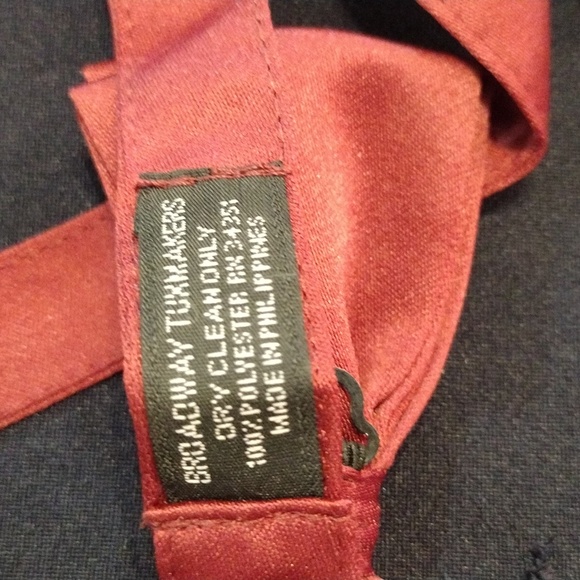 BROADWAY TUXMAKERS
DRY CLEAN ONLY
100% POLYESTER RN 34351
MADE IN PHILIPPINES